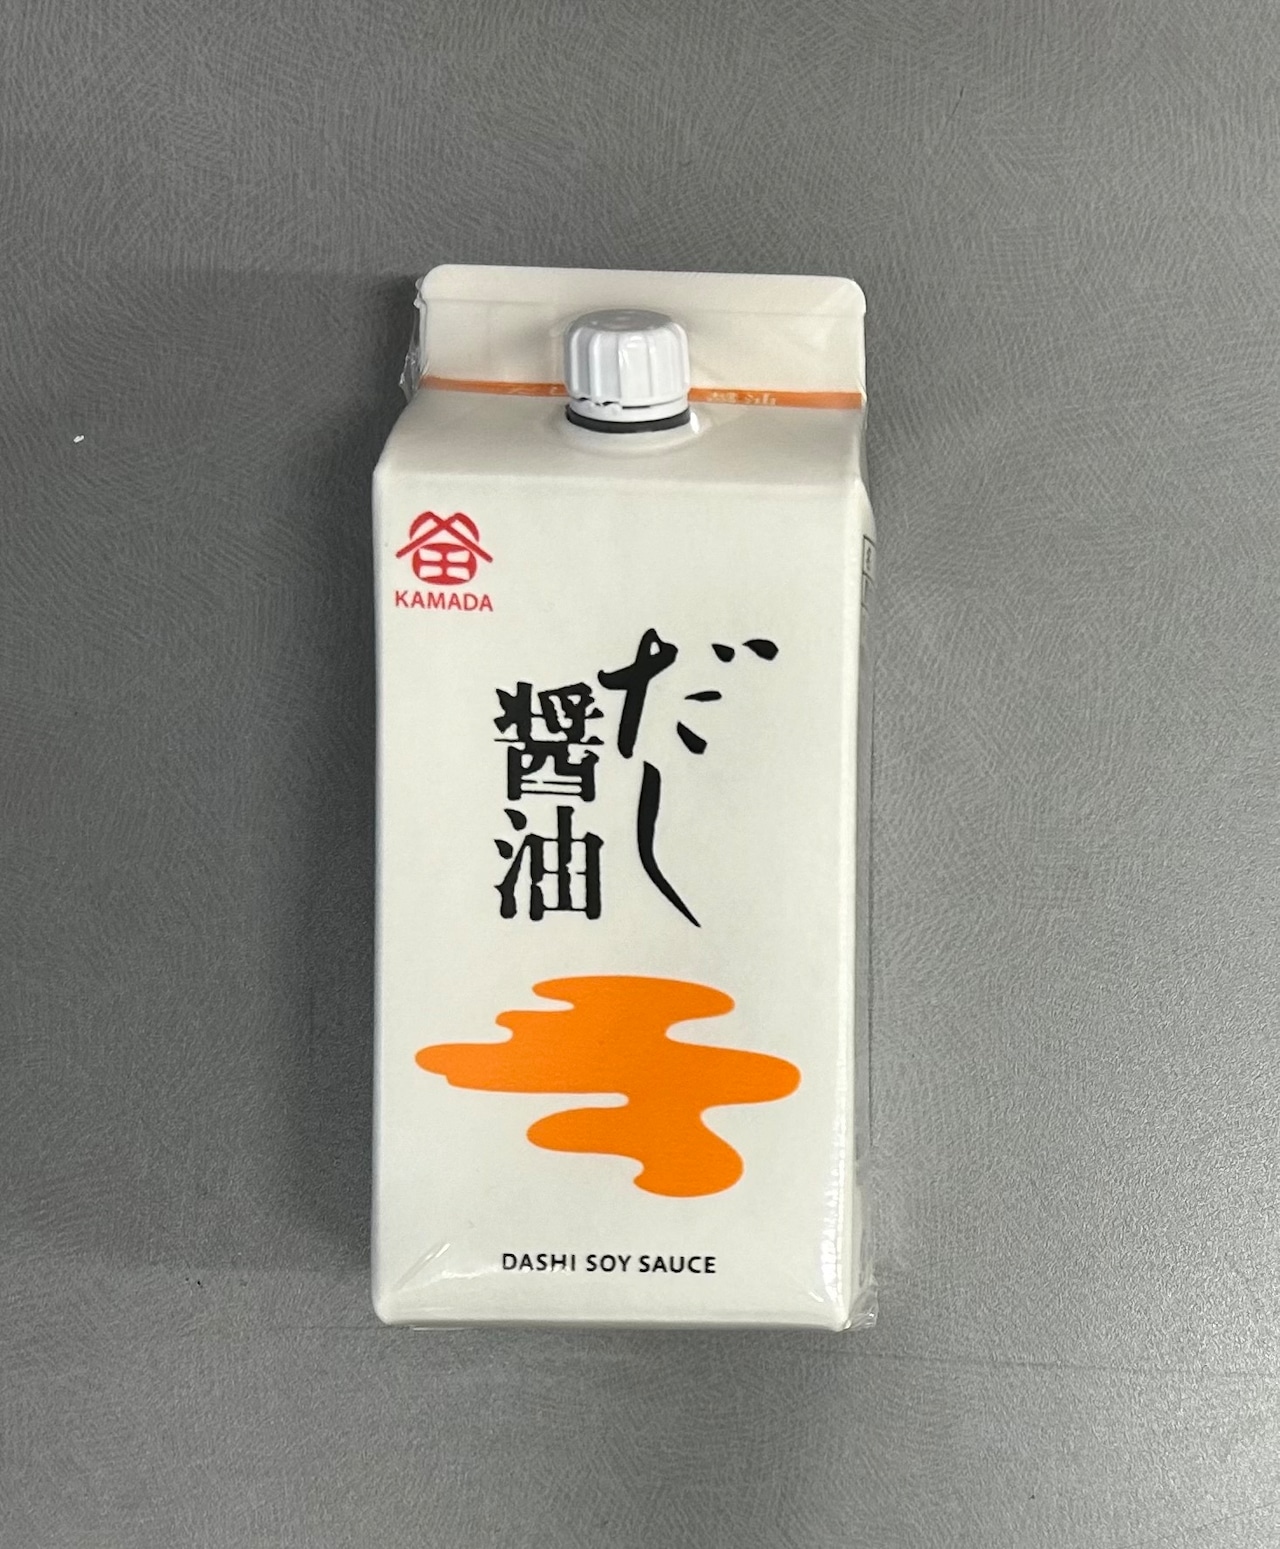 KAMADA
だし
醤油
DASHI SOY SAUCE